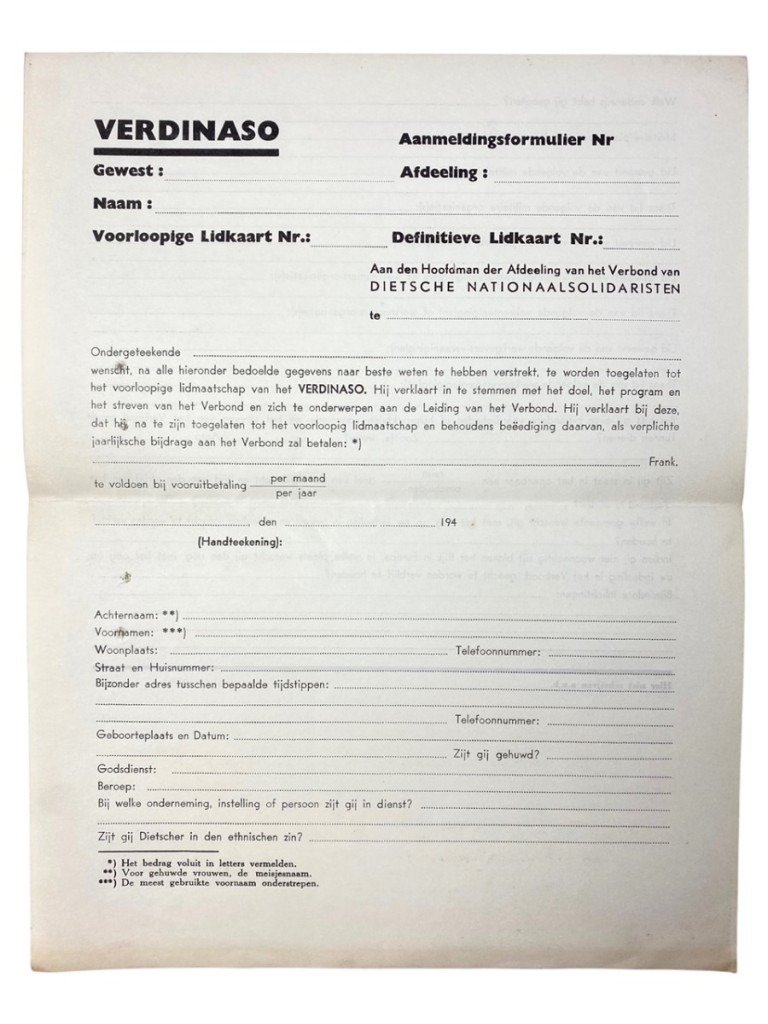 VERDINASO
Aanmeldingsformulier Nr
Gewest :
Afdeeling :
Naam :
Voorloopige Lidkaart Nr.:
Definitieve Lidkaart Nr.:
Aan den Hoofdman der Afdeeling van het Verbond van
DIETSCHE NATIONAALSOLIDARISTEN
te
Ondergeteekende
wenscht, na alle hieronder bedoelde gegevens naar beste weten te hebben verstrekt, te worden toegelaten tot
het voorloopige lidmaatschap van het VERDINASO. Hij verklaart in te stemmen met het doel, het program en
het streven van het Verbond en zich te onderwerpen aan de Leiding van het Verbond. Hij verklaart bij deze,
dat hij, na te zijn toegelaten tot het voorloopig lidmaatschap en behoudens beëediging daarvan, als verplichte
jaarlijksche bijdrage aan het Verbond zal betalen: *)
Frank.
te voldoen bij vooruitbetaling per maand
per jaar
den 194
(Handteekening):
Achternaam: **)
Voornamen: ***)
Woonplaats: Telefoonnummer:
Straat en Huisnummer:
Bijzonder adres tusschen bepaalde tijdstippen:
Telefoonnummer:
Geboorteplaats en Datum:
Zijt gij gehuwd?
Godsdienst:
Beroep:
Bij welke onderneming, instelling of persoon zijt gij in dienst?
Zijt gij Dietscher in den ethnischen zin?
*) Het bedrag voluit in letters vermelden.
**) Voor gehuwde vrouwen, de meisjesnaam.
***) De meest gebruikte voornaam onderstrepen.